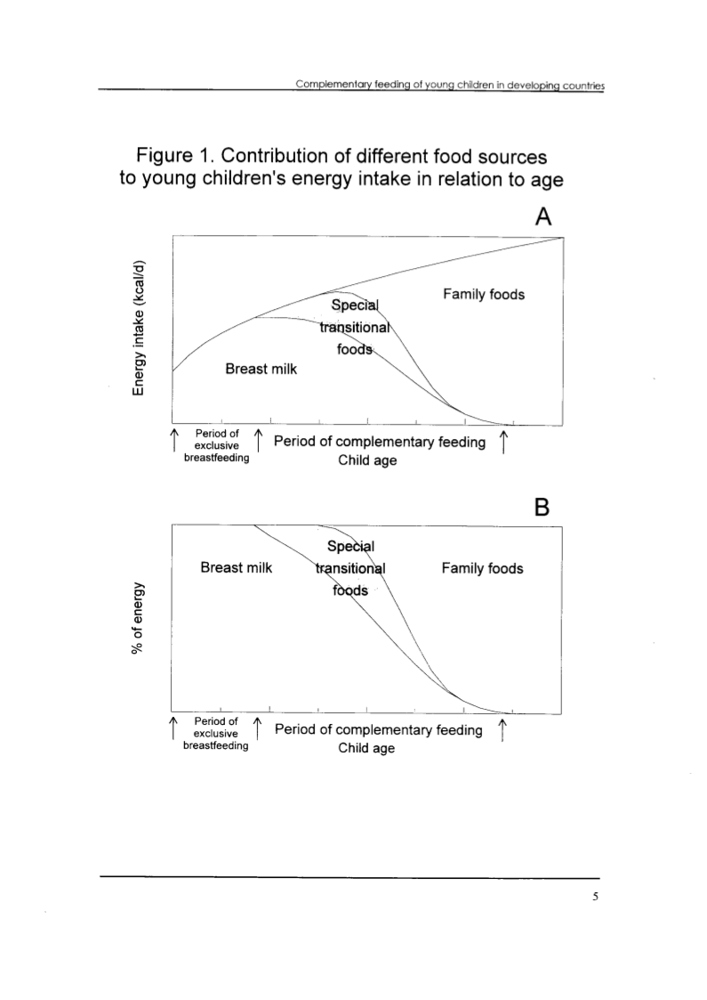 Complementary feeding of young children in developing countries
Figure 1. Contribution of different food sources
to young children's energy intake in relation to age
A
Energy intake (kcal/d)
Family foods
Special
transitional
foods
Breast milk
Period of
exclusive
breastfeeding
Period of complementary feeding
Child age
B
% of energy
Breast milk
Special
transitional
foods
Family foods
Period of
exclusive
breastfeeding
Period of complementary feeding
Child age
5